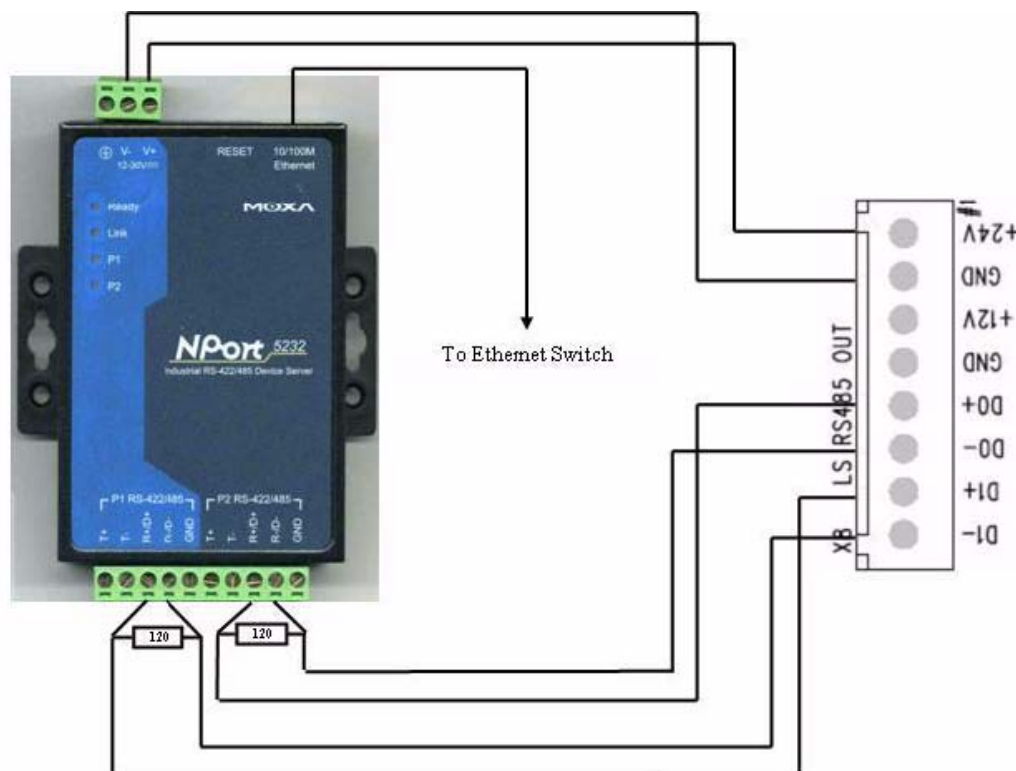 V- V+
12-30V
RESET
10/100M
Ethernet
MOXA
Ready
Link
P1
P2
NPort 5232
Industrial RS-422/485 Device Server
P1 RS-422/485
P2 RS-422/485
T+ T- R+/D+ R-/D- GND T+ T- R+/D+ R-/D- GND
120
120
To Ethernet Switch
XB LS RS485 OUT
+24V
GND
+12V
GND
D0+
D0-
D1+
D1-